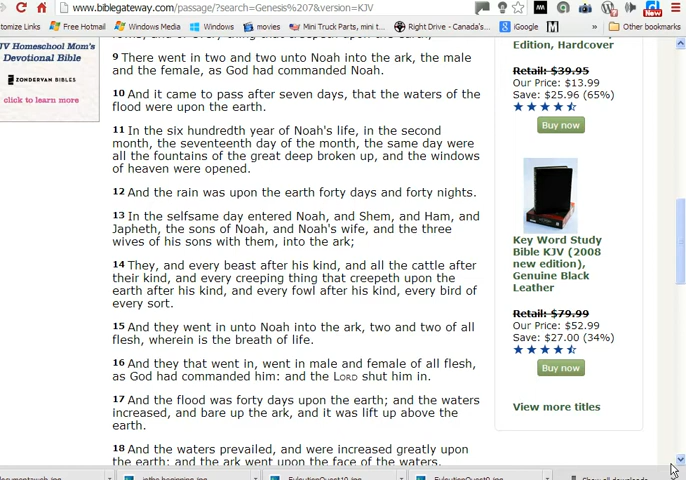 www.biblegateway.com/passage/?search=Genesis%207&version=KJV
tomize Links
Free Hotmail
Windows Media
Windows
movies
Mini Truck Parts, mini t...
Right Drive - Canada's...
iGoogle
New
Other bookmarks
TV Homeschool Mom's
Devotional Bible
ZONDERVAN BIBLES
click to learn more
9 There went in two and two unto Noah into the ark, the male
and the female, as God had commanded Noah.
10 And it came to pass after seven days, that the waters of the
flood were upon the earth.
11 In the six hundredth year of Noah's life, in the second
month, the seventeenth day of the month, the same day were
all the fountains of the great deep broken up, and the windows
of heaven were opened.
12 And the rain was upon the earth forty days and forty nights.
13 In the selfsame day entered Noah, and Shem, and Ham, and
Japheth, the sons of Noah, and Noah's wife, and the three
wives of his sons with them, into the ark;
14 They, and every beast after his kind, and all the cattle after
their kind, and every creeping thing that creepeth upon the
earth after his kind, and every fowl after his kind, every bird of
every sort.
15 And they went in unto Noah into the ark, two and two of all
flesh, wherein is the breath of life.
16 And they that went in, went in male and female of all flesh,
as God had commanded him: and the LORD shut him in.
17 And the flood was forty days upon the earth; and the waters
increased, and bare up the ark, and it was lift up above the
earth.
18 And the waters prevailed, and were increased greatly upon
the earth; and the ark went upon the face of the waters.
Edition, Hardcover
Retail: $39.95
Our Price: $13.99
Save: $25.96 (65%)
Buy now
Key Word Study
Bible KJV (2008
new edition),
Genuine Black
Leather
Retail: $79.99
Our Price: $52.99
Save: $27.00 (34%)
Buy now
View more titles
Show all downloads